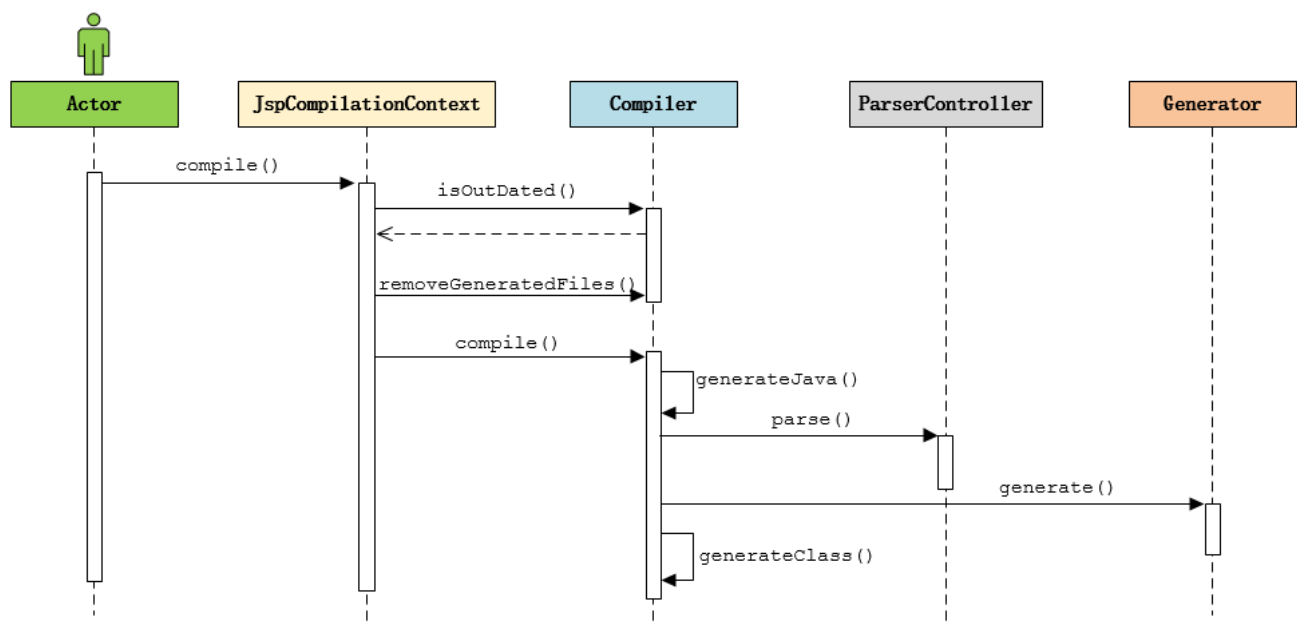 Actor
JspCompilationContext
Compiler
ParserController
Generator
compile()
isOutDated()
removeGeneratedFiles()
compile()
generateJava()
parse()
generate()
generateClass()